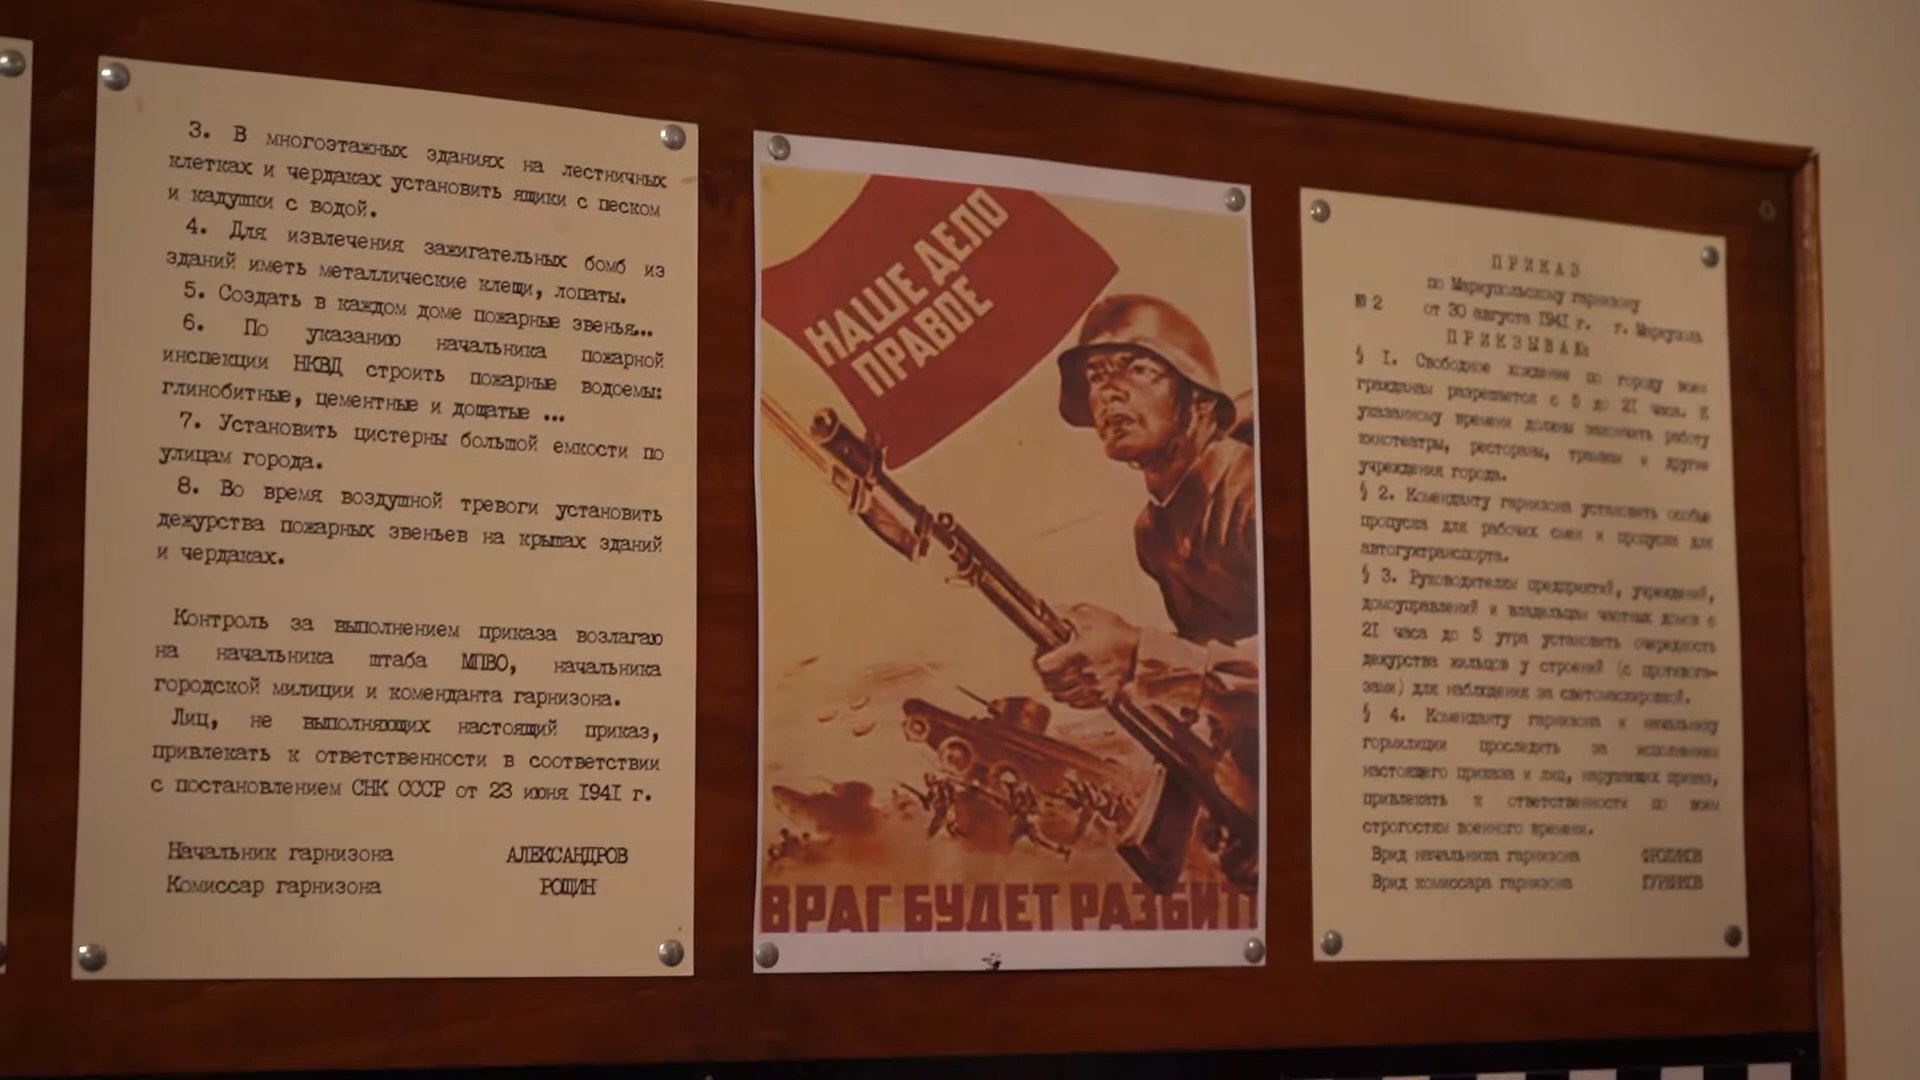 3. В многоэтажных зданиях на лестничных
клетках и чердаках установить ящики с песком
и кадушки с водой.
4. Для извлечения зажигательных бомб из
зданий иметь металлические клещи, лопаты.
5. Создать в каждом доме пожарные звенья...
6. По указанию начальника пожарной
инспекции НКВД строить пожарные водоемы:
глинобитные, цементные и дощатые ...
7. Установить цистерны большой емкости по
улицам города.
8. Во время воздушной тревоги установить
дежурства пожарных звеньев на крышах зданий
и чердаках.
Контроль за выполнением приказа возлагаю
на начальника штаба МПВО, начальника
городской милиции и коменданта гарнизона.
Лиц, не выполняющих настоящий приказ,
привлекать к ответственности в соответствии
с постановлением СНК СССР от 23 июня 1941 г.
Начальник гарнизона АЛЕКСАНДРОВ
Комиссар гарнизона РОЩИН
НАШЕ ДЕЛО
ПРАВОЕ
ВРАГ БУДЕТ РАЗБИТ!
ПРИКАЗ
по Мариупольскому гарнизону
№ 2 от 30 августа 1941 г. г. Мариуполь
ПРИКЗЫВАЮ:
§ 1. Свободное хождение по городу всем
гражданам разрешается с 5 до 21 часа. К
указанному времени должны закончить работу
кинотеатры, рестораны, трамваи и другие
учреждения города.
§ 2. Коменданту гарнизона установить особые
пропуска для рабочих смен и пропуска для
автогужтранспорта.
§ 3. Руководителям предприятий, учреждений,
домоуправлений и владельцам частных домов с
21 часа до 5 утра установить очередность
дежурства жильцов у строений (с противога-
зами) для наблюдения за светомаскировкой.
§ 4. Коменданту гарнизона и начальнику
гормилиции проследить за исполнением
настоящего приказа и лиц, нарушающих приказ,
привлекать к ответственности по всем
строгостям военного времени.
Врид начальника гарнизона
Врид комиссара гарнизона